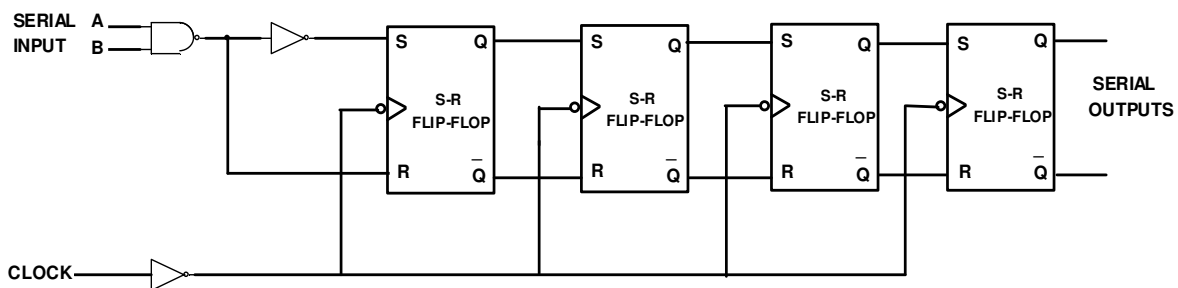 SERIAL INPUT
A
B
S
Q
S-R
FLIP-FLOP
R
Q̅
S
Q
S-R
FLIP-FLOP
R
Q̅
S
Q
S-R
FLIP-FLOP
R
Q̅
S
Q
S-R
FLIP-FLOP
R
Q̅
SERIAL
OUTPUTS
CLOCK